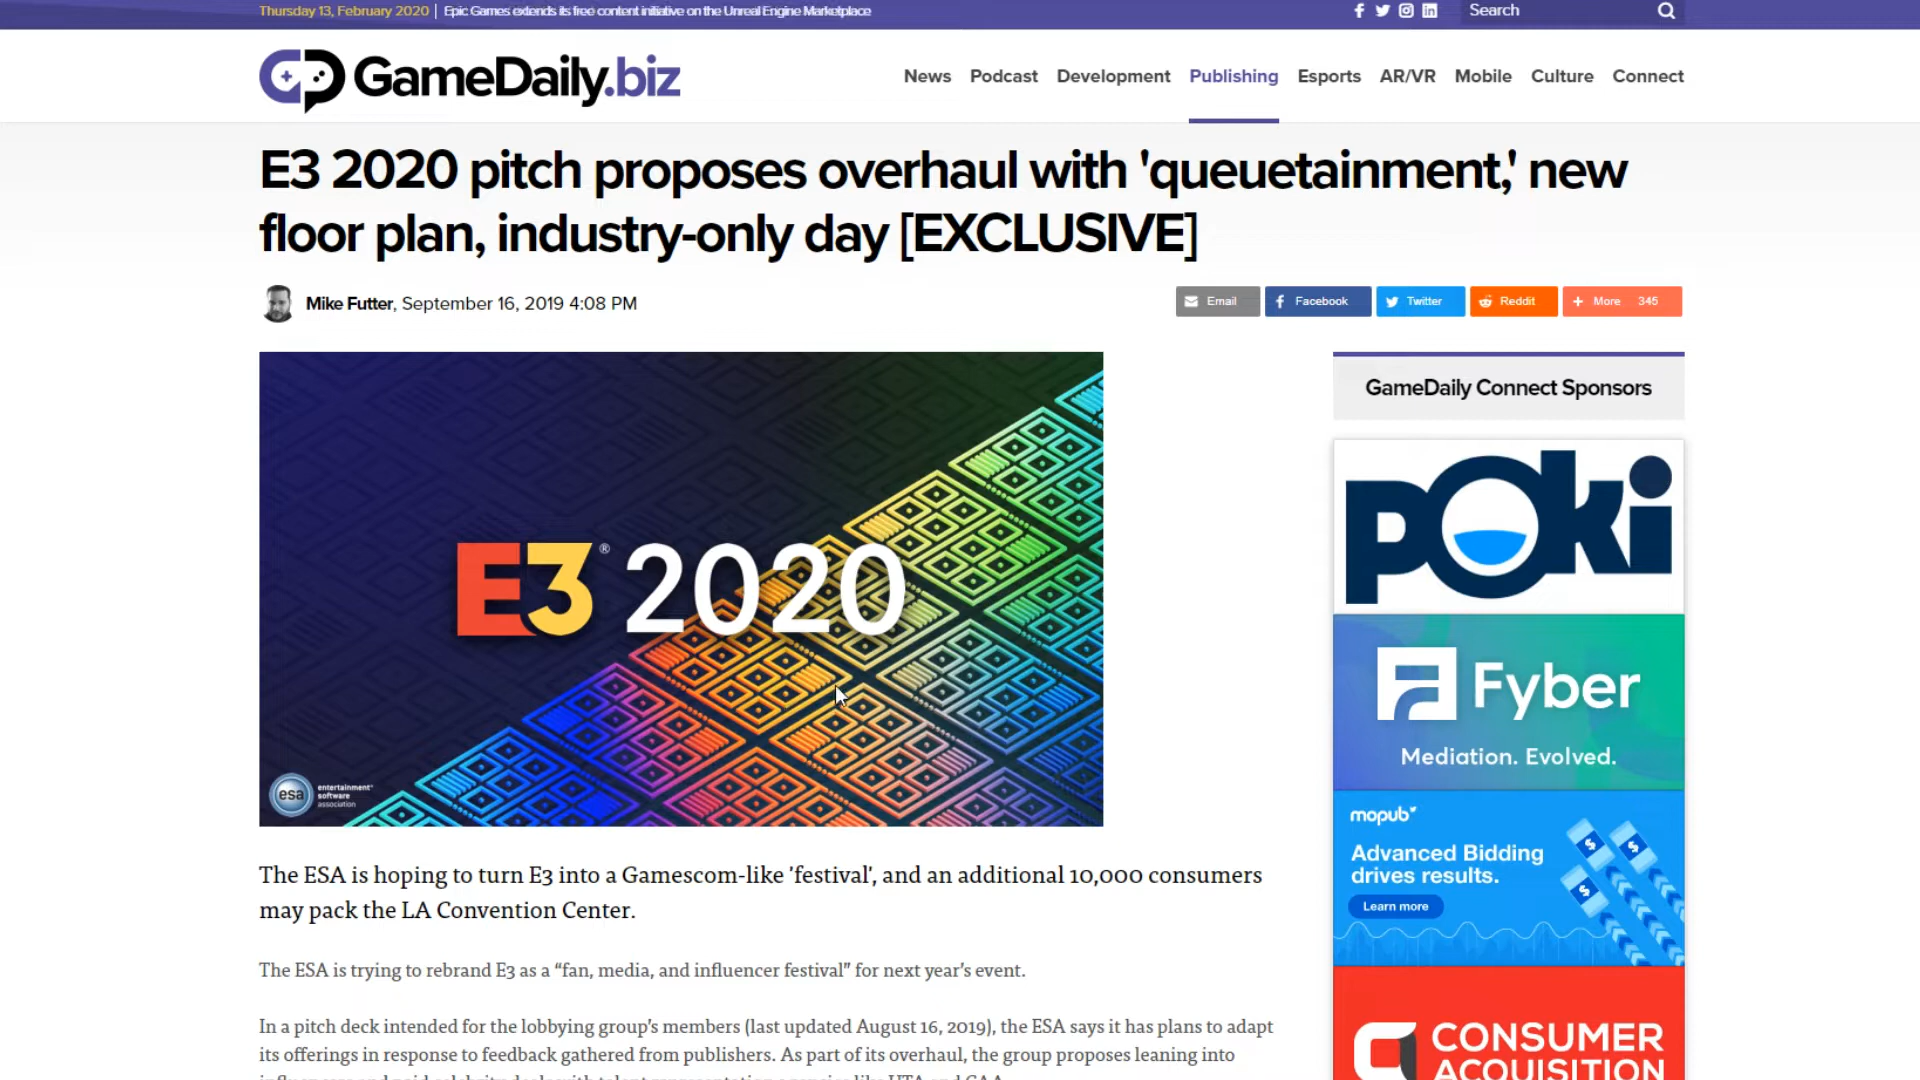 Thursday 13, February 2020 | Epic Games extends its free content initiative on the Unreal Engine Marketplace
Search
GameDaily.biz
News Podcast Development Publishing Esports AR/VR Mobile Culture Connect
E3 2020 pitch proposes overhaul with 'queuetainment,' new
floor plan, industry-only day [EXCLUSIVE]
Mike Futter, September 16, 2019 4:08 PM
Email Facebook Twitter Reddit More 345
E3® 2020
esa entertainment®
software
association
The ESA is hoping to turn E3 into a Gamescom-like 'festival', and an additional 10,000 consumers
may pack the LA Convention Center.
The ESA is trying to rebrand E3 as a “fan, media, and influencer festival” for next year’s event.
In a pitch deck intended for the lobbying group’s members (last updated August 16, 2019), the ESA says it has plans to adapt
its offerings in response to feedback gathered from publishers. As part of its overhaul, the group proposes leaning into
GameDaily Connect Sponsors
poki
Fyber
Mediation. Evolved.
mopub
Advanced Bidding
drives results.
Learn more
CONSUMER
ACQUISITION